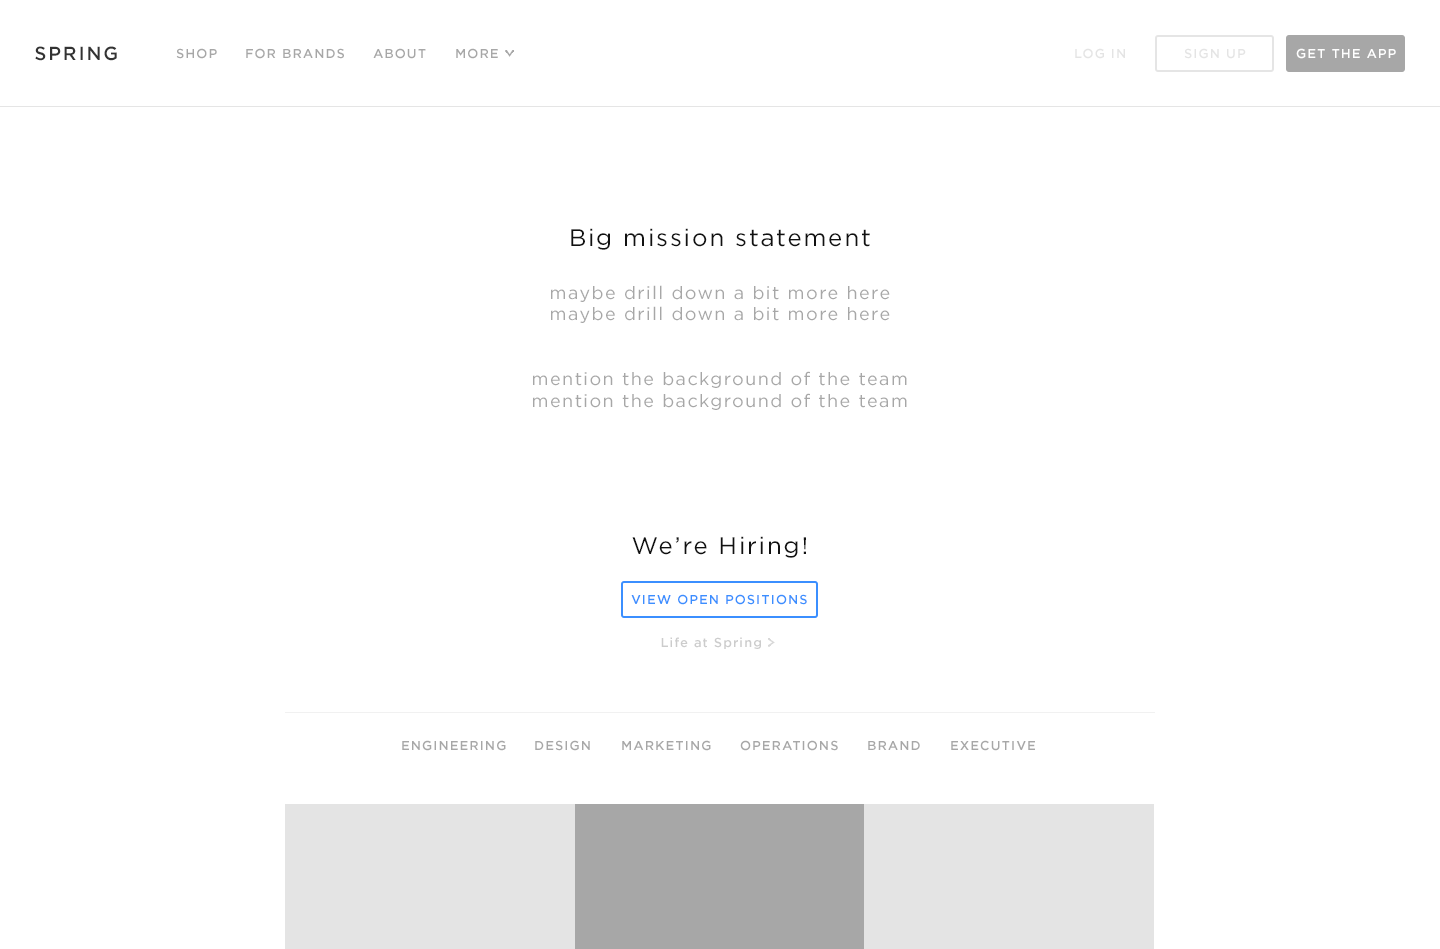 SPRING
SHOP
FOR BRANDS
ABOUT
MORE
LOG IN
SIGN UP
GET THE APP
Big mission statement
maybe drill down a bit more here
maybe drill down a bit more here
mention the background of the team
mention the background of the team
We’re Hiring!
VIEW OPEN POSITIONS
Life at Spring >
ENGINEERING
DESIGN
MARKETING
OPERATIONS
BRAND
EXECUTIVE